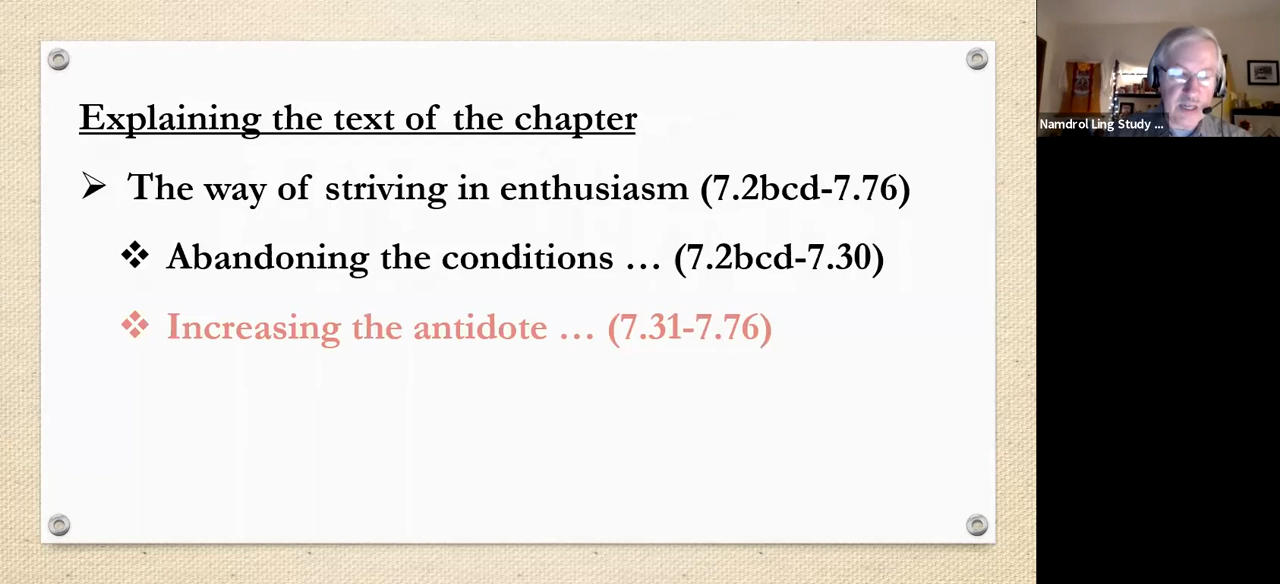 Explaining the text of the chapter
➢ The way of striving in enthusiasm (7.2bcd-7.76)
❖ Abandoning the conditions … (7.2bcd-7.30)
❖ Increasing the antidote … (7.31-7.76)
Namdrol Ling Study ...